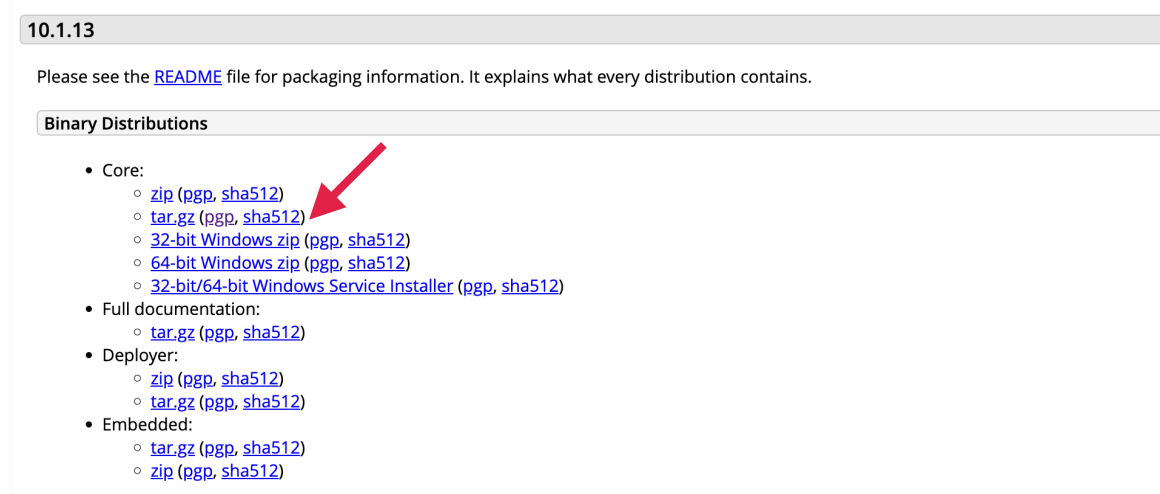 10.1.13
Please see the README file for packaging information. It explains what every distribution contains.
Binary Distributions
Core:
zip (pgp, sha512)
tar.gz (pgp, sha512)
32-bit Windows zip (pgp, sha512)
64-bit Windows zip (pgp, sha512)
32-bit/64-bit Windows Service Installer (pgp, sha512)
Full documentation:
tar.gz (pgp, sha512)
Deployer:
zip (pgp, sha512)
tar.gz (pgp, sha512)
Embedded:
tar.gz (pgp, sha512)
zip (pgp, sha512)